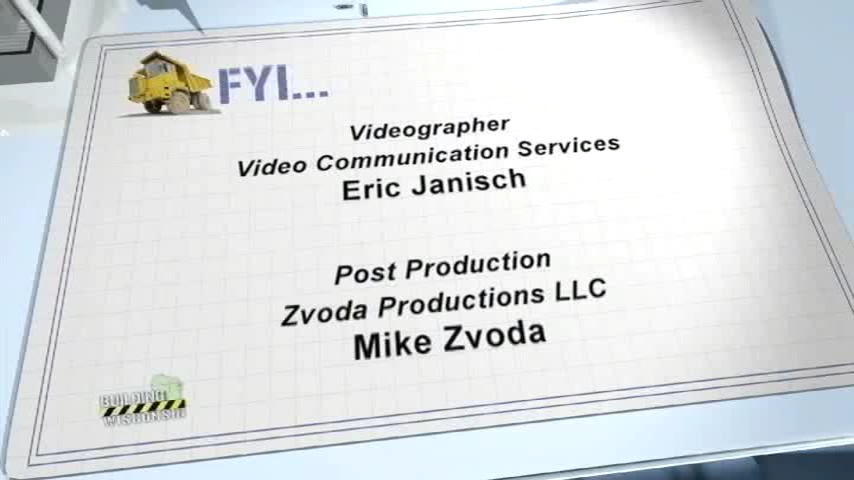 FYI...
Videographer
Video Communication Services
Eric Janisch
Post Production
Zvoda Productions LLC
Mike Zvoda
BUILDING
WISCONSIN